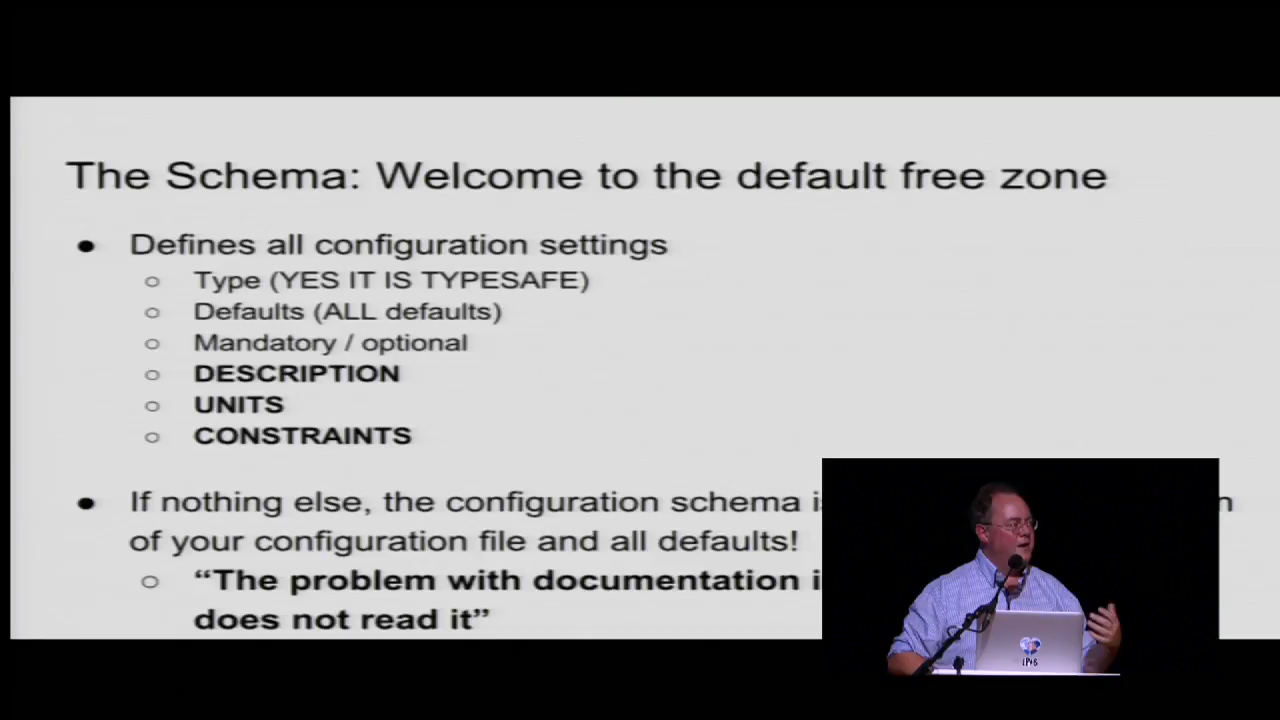 The Schema: Welcome to the default free zone
● Defines all configuration settings
○ Type (YES IT IS TYPESAFE)
○ Defaults (ALL defaults)
○ Mandatory / optional
○ DESCRIPTION
○ UNITS
○ CONSTRAINTS
● If nothing else, the configuration schema
of your configuration file and all defaults!
○ “The problem with documentation
does not read it”